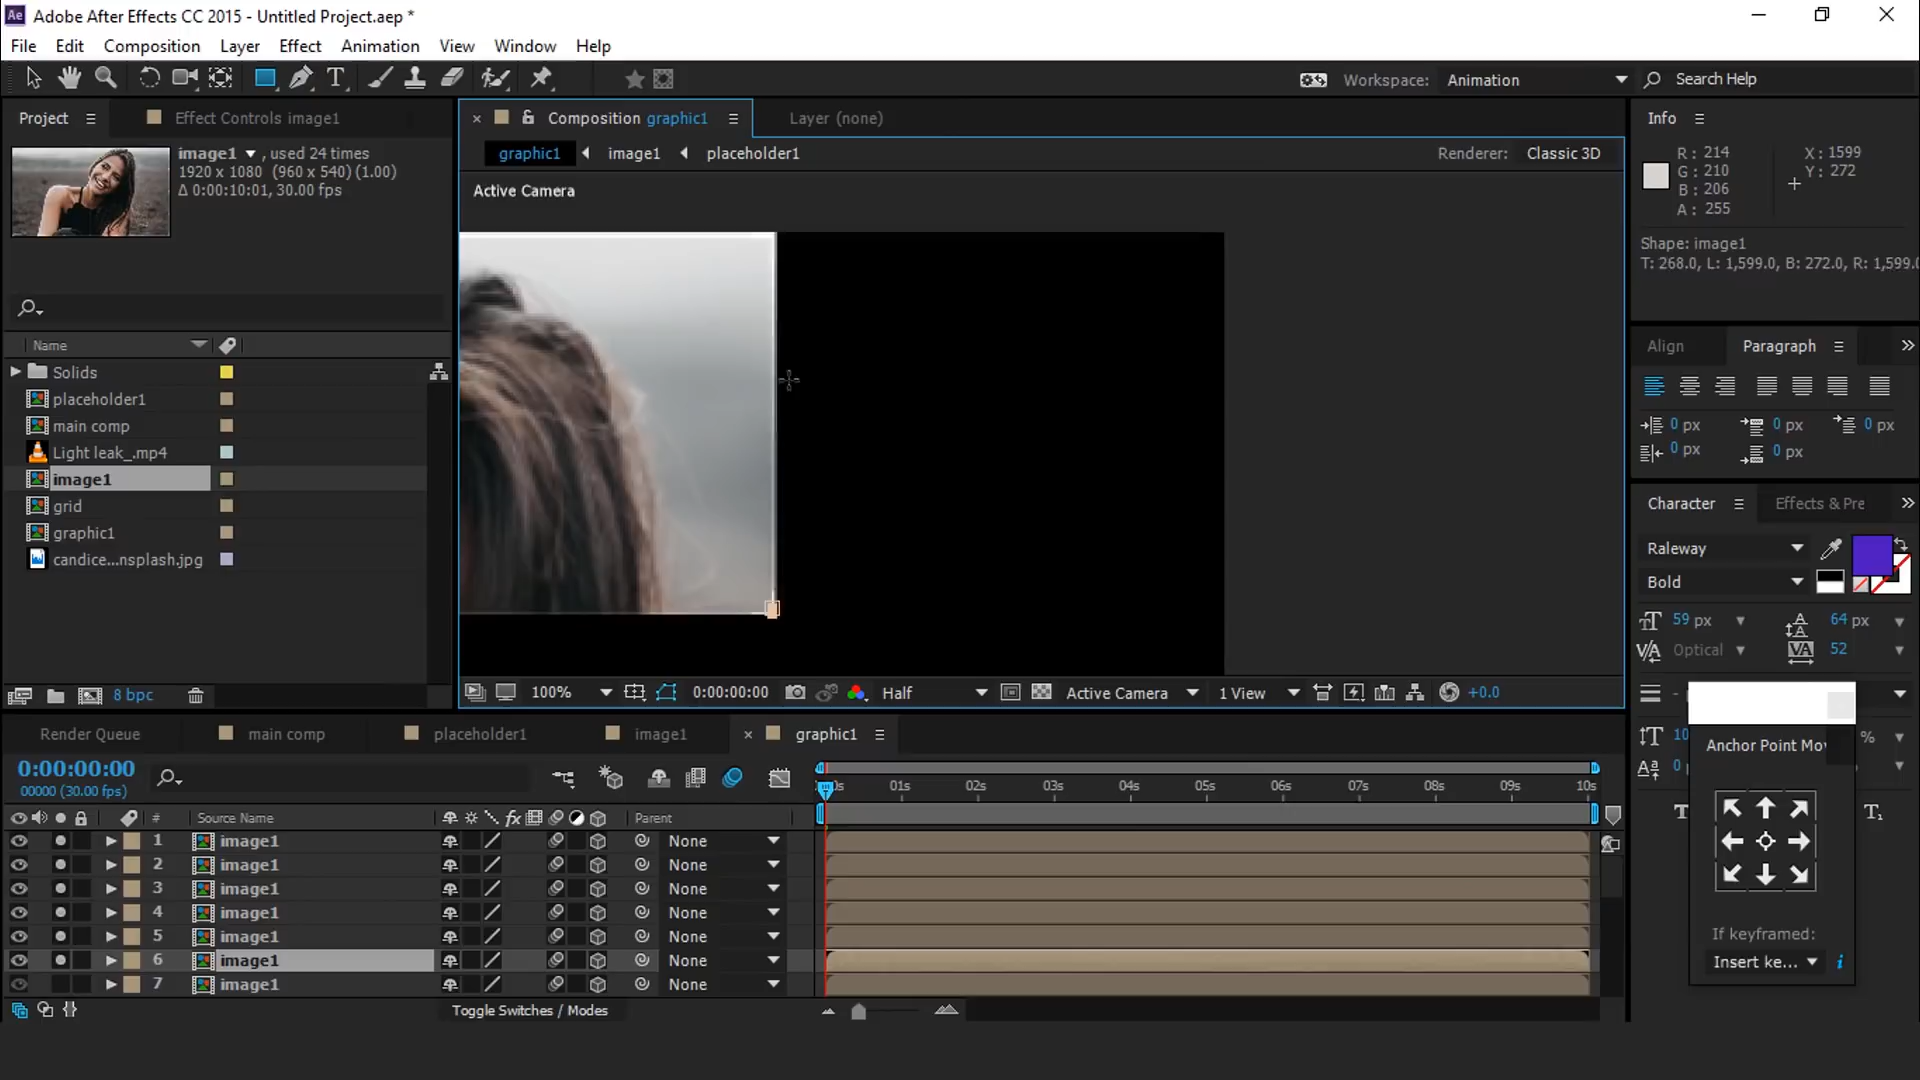 Ae Adobe After Effects CC 2015 - Untitled Project.aep *
File Edit Composition Layer Effect Animation View Window Help
Workspace: Animation Search Help
Project Effect Controls image1
image1 , used 24 times
1920 x 1080 (960 x 540) (1.00)
Δ 0:00:10:01, 30.00 fps
Name
Solids
placeholder1
main comp
Light leak_.mp4
image1
grid
graphic1
candice...nsplash.jpg
8 bpc
Composition graphic1 Layer (none)
graphic1 image1 placeholder1 Renderer: Classic 3D
Active Camera
100% 0:00:00:00 Half Active Camera 1 View +0.0
Info
R: 214 X: 1599
G: 210 Y: 272
B: 206
A: 255
Shape: image1
T: 268.0, L: 1,599.0, B: 272.0, R: 1,599.0
Align Paragraph
0 px 0 px 0 px
0 px 0 px
Character Effects & Pre
Raleway
Bold
59 px 64 px
Optical 52
Anchor Point Mov
If keyframed:
Insert ke...
Render Queue main comp placeholder1 image1 graphic1
0:00:00:00
00000 (30.00 fps)
01s 02s 03s 04s 05s 06s 07s 08s 09s 10s
# Source Name fx Parent
1 image1 None
2 image1 None
3 image1 None
4 image1 None
5 image1 None
6 image1 None
7 image1 None
Toggle Switches / Modes